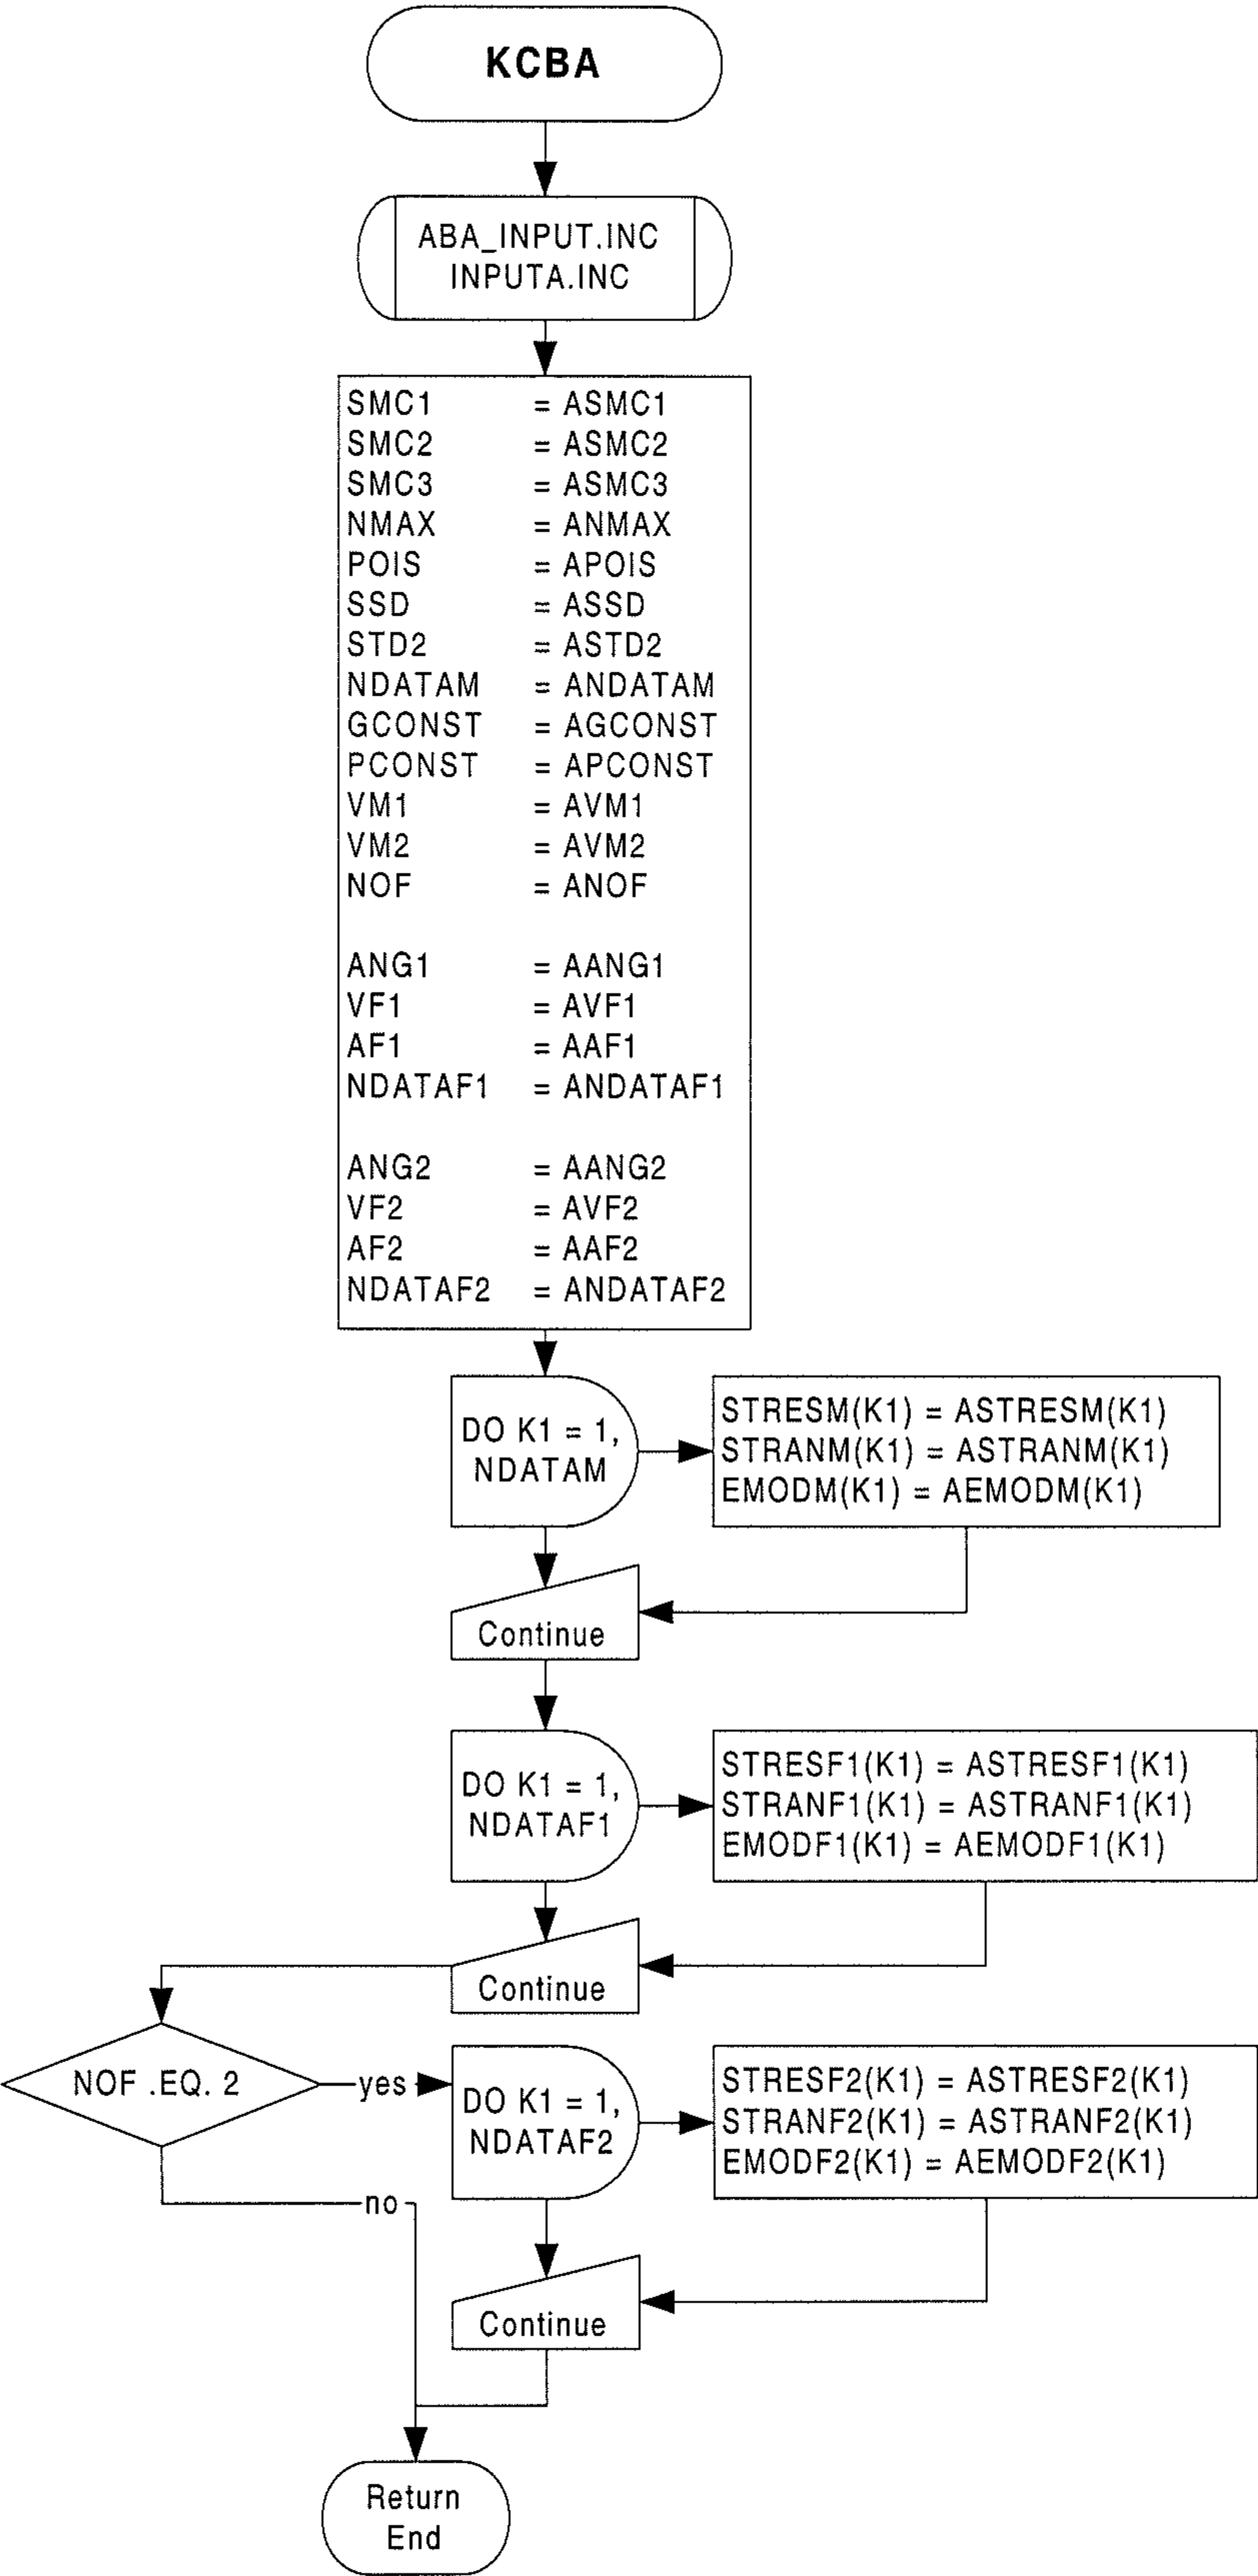 KCBA
ABA_INPUT.INC
INPUTA.INC
SMC1 = ASMC1
SMC2 = ASMC2
SMC3 = ASMC3
NMAX = ANMAX
POIS = APOIS
SSD = ASSD
STD2 = ASTD2
NDATAM = ANDATAM
GCONST = AGCONST
PCONST = APCONST
VM1 = AVM1
VM2 = AVM2
NOF = ANOF
ANG1 = AANG1
VF1 = AVF1
AF1 = AAF1
NDATAF1 = ANDATAF1
ANG2 = AANG2
VF2 = AVF2
AF2 = AAF2
NDATAF2 = ANDATAF2
DO K1 = 1,
NDATAM
STRESM(K1) = ASTRESM(K1)
STRANM(K1) = ASTRANM(K1)
EMODM(K1) = AEMODM(K1)
Continue
DO K1 = 1,
NDATAF1
STRESF1(K1) = ASTRESF1(K1)
STRANF1(K1) = ASTRANF1(K1)
EMODF1(K1) = AEMODF1(K1)
Continue
NOF .EQ. 2
yes
DO K1 = 1,
NDATAF2
STRESF2(K1) = ASTRESF2(K1)
STRANF2(K1) = ASTRANF2(K1)
EMODF2(K1) = AEMODF2(K1)
no
Continue
Return
End